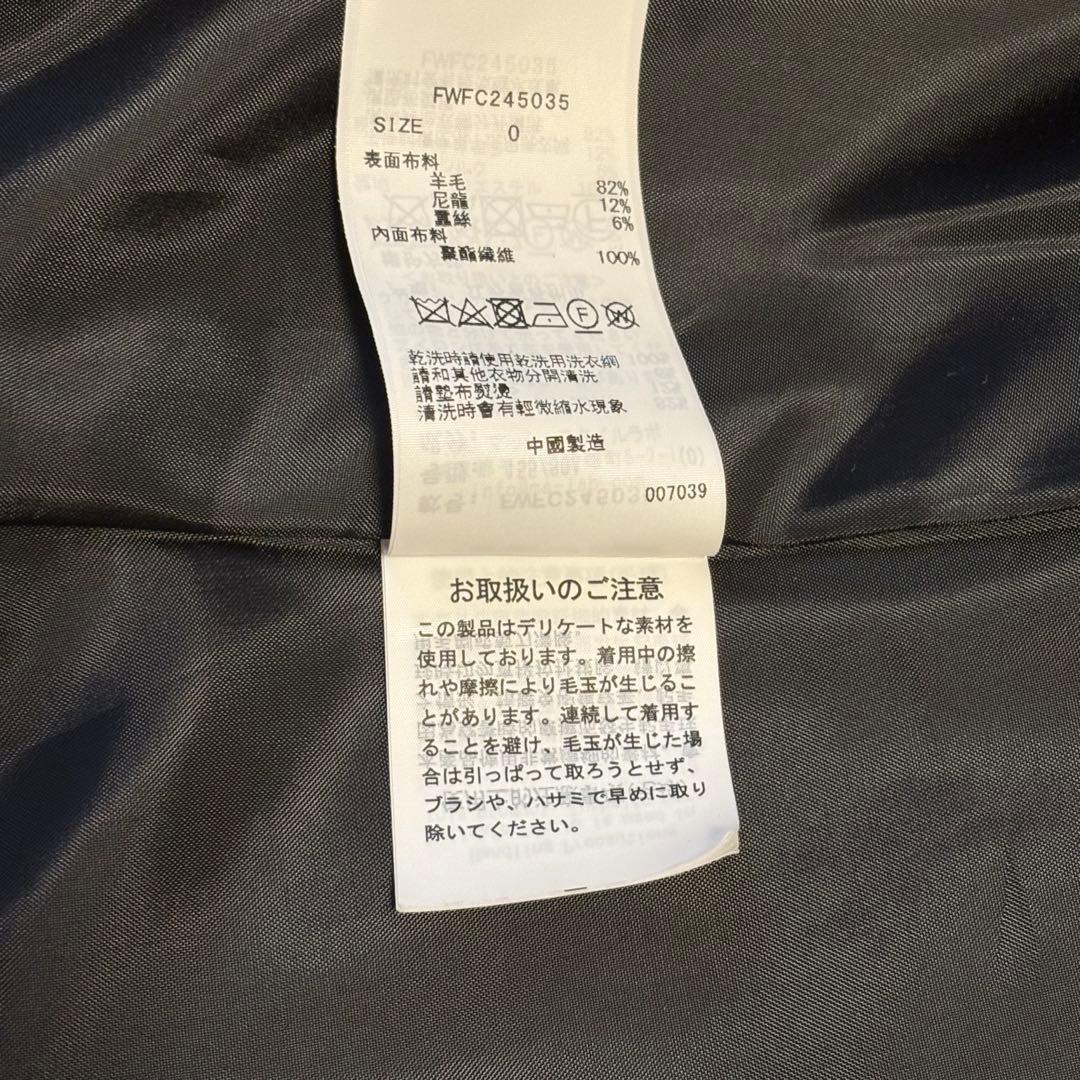 FWFC245035
SIZE 0
表面布料
羊毛 82%
尼龍 12%
蠶絲 6%
內面布料
聚酯纖維 100%
F W
乾洗時請使用乾洗用洗衣網
請和其他衣物分開清洗
請墊布熨燙
清洗時會有輕微縮水現象
中國製造
007039
お取扱いのご注意
この製品はデリケートな素材を
使用しております。着用中の擦
れや摩擦により毛玉が生じるこ
とがあります。連続して着用す
ることを避け、毛玉が生じた場
合は引っぱって取ろうとせず、
ブラシや、ハサミで早めに取り
除いてください。